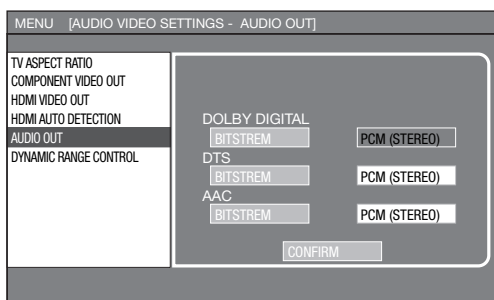 MENU [AUDIO VIDEO SETTINGS - AUDIO OUT]
TV ASPECT RATIO
COMPONENT VIDEO OUT
HDMI VIDEO OUT
HDMI AUTO DETECTION
AUDIO OUT
DYNAMIC RANGE CONTROL
DOLBY DIGITAL
BITSTREM PCM (STEREO)
DTS
BITSTREM PCM (STEREO)
AAC
BITSTREM PCM (STEREO)
CONFIRM